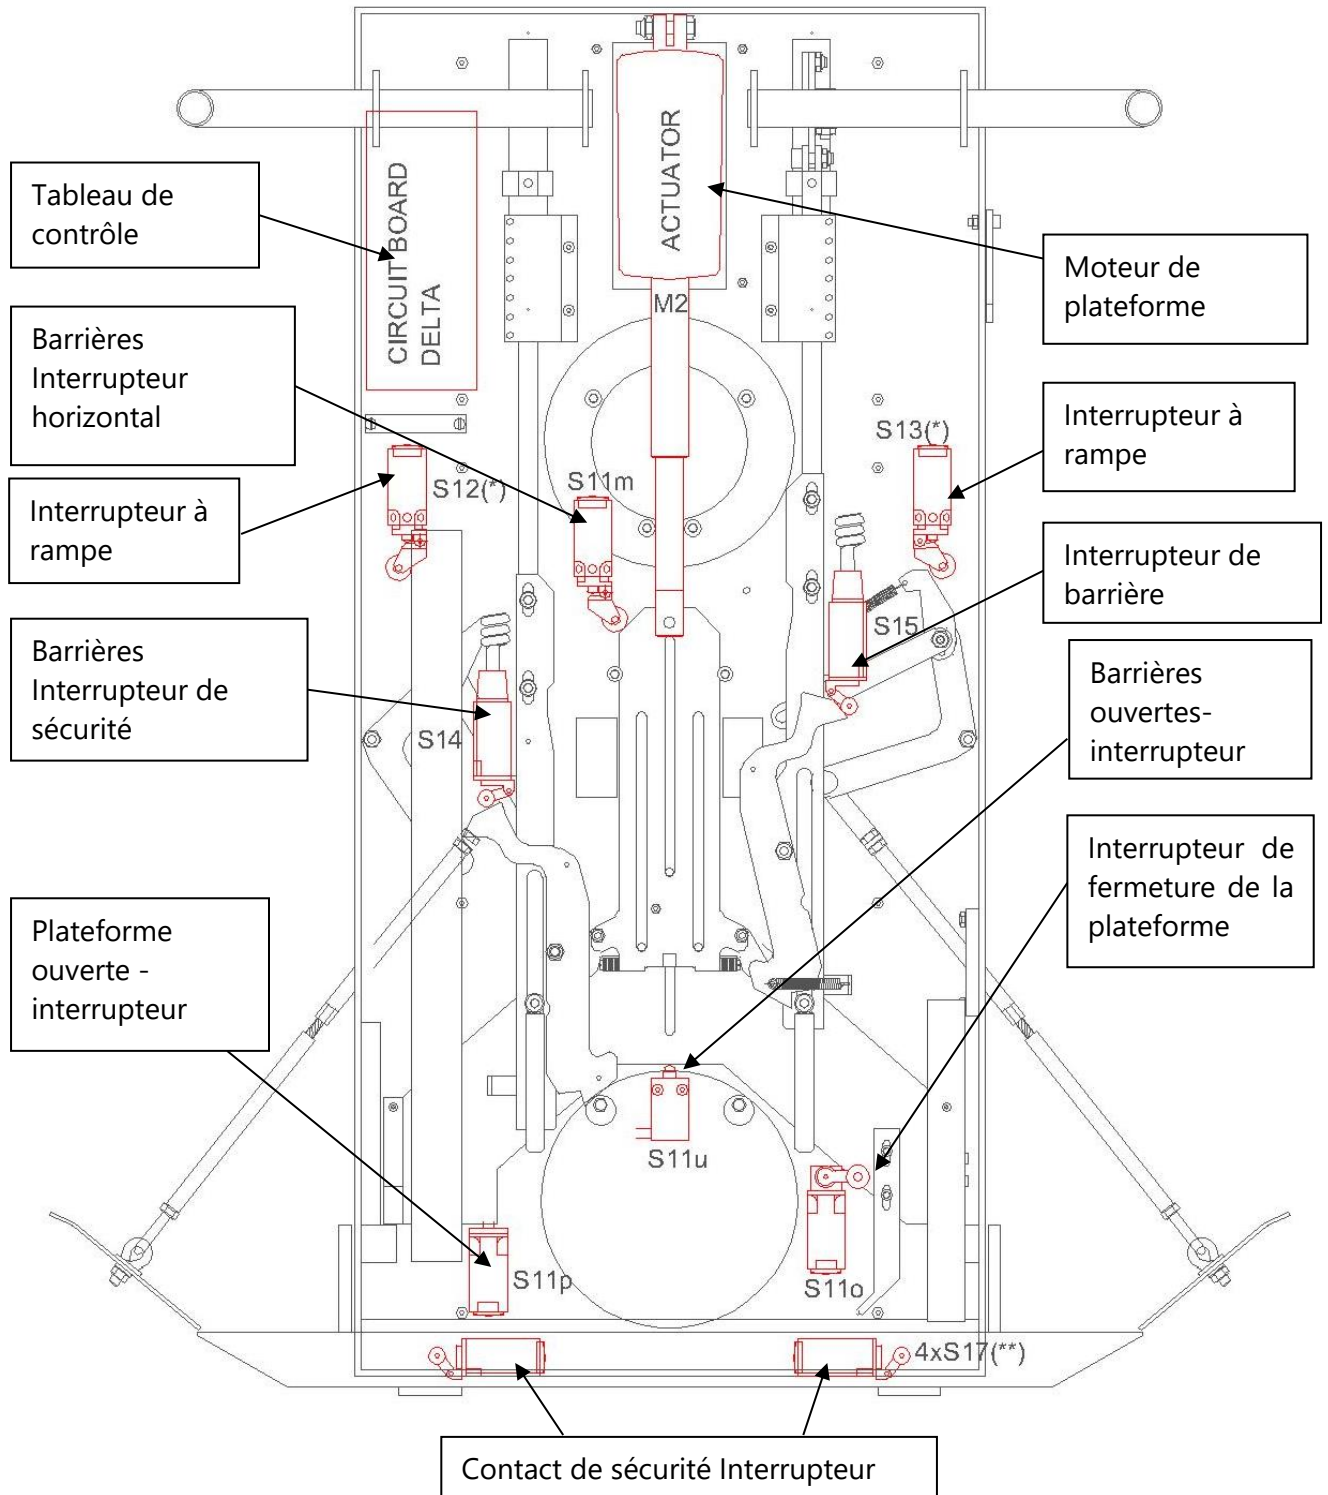 Tableau de
contrôle
CIRCUIT BOARD
DELTA
ACTUATOR
M2
Moteur de
plateforme
Barrières
Interrupteur
horizontal
Interrupteur à
rampe
S12(*)
S11m
S13(*)
Interrupteur à
rampe
Interrupteur de
barrière
S15
Barrières
Interrupteur de
sécurité
S14
Barrières
ouvertes-
interrupteur
Interrupteur de
fermeture de la
plateforme
Plateforme
ouverte -
interrupteur
S11u
S11p
S11o
4xS17(**)
Contact de sécurité Interrupteur